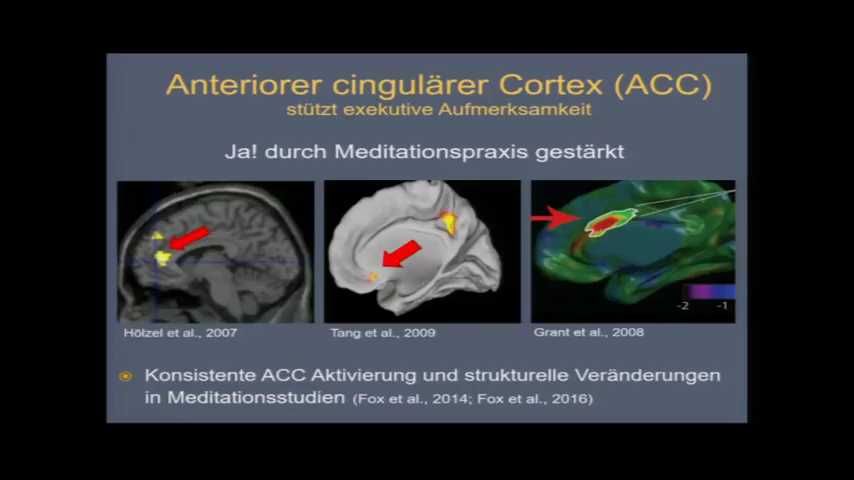 Anteriorer cingulärer Cortex (ACC)
stützt exekutive Aufmerksamkeit
Ja! durch Meditationspraxis gestärkt
-2 -1
Hölzel et al., 2007
Tang et al., 2009
Grant et al., 2008
Konsistente ACC Aktivierung und strukturelle Veränderungen
in Meditationsstudien (Fox et al., 2014; Fox et al., 2016)